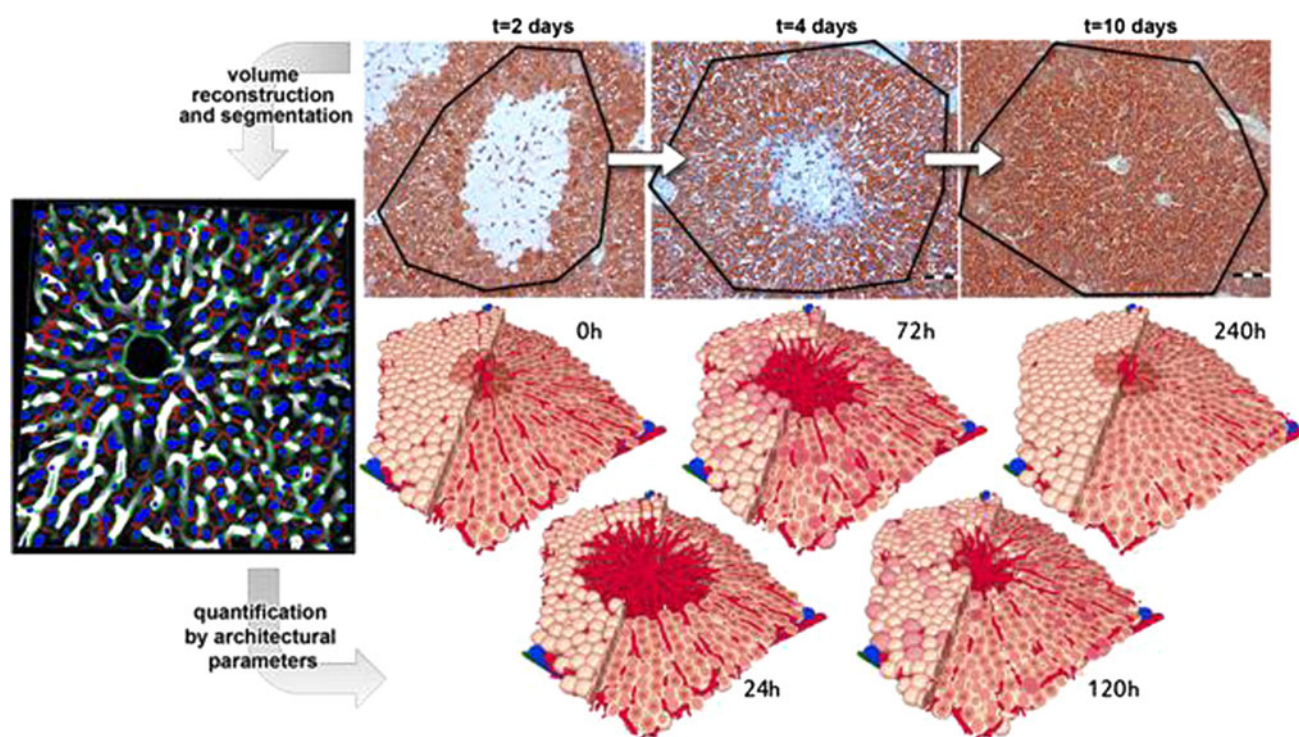 t=2 days
t=4 days
t=10 days
volume
reconstruction
and segmentation
0h
72h
240h
quantification
by architectural
parameters
24h
120h